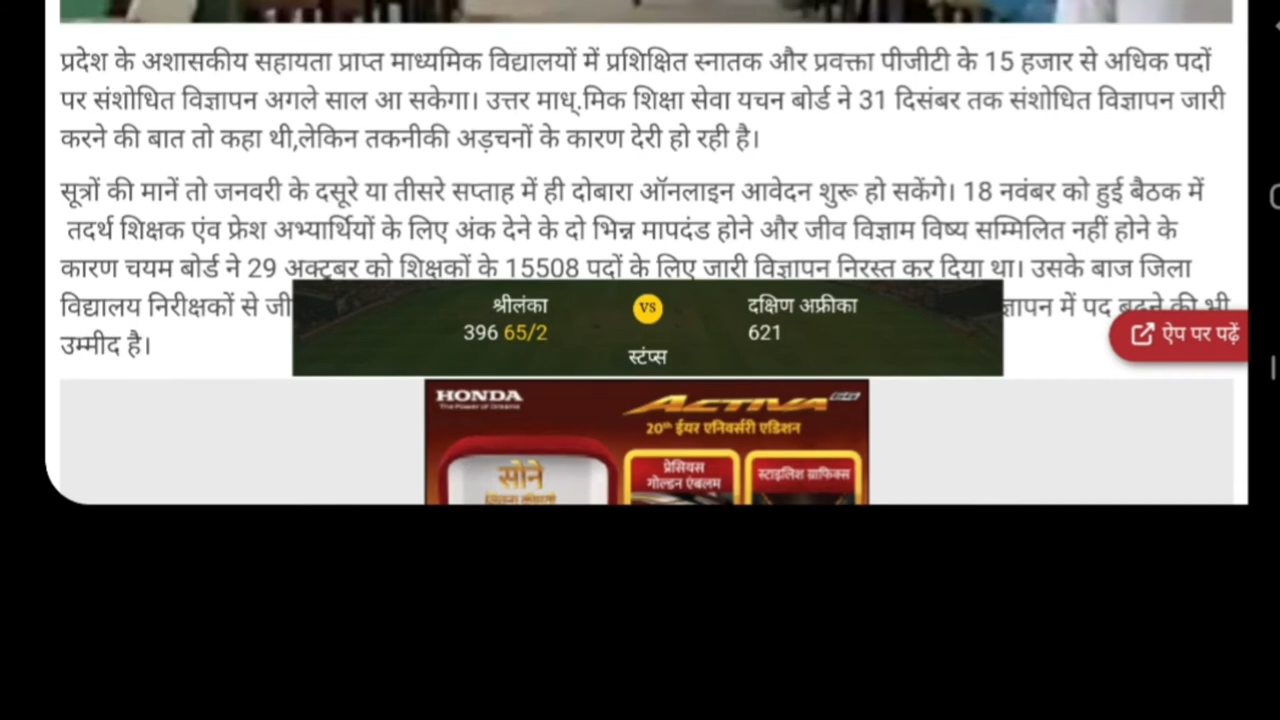 प्रदेश के अशासकीय सहायता प्राप्त माध्यमिक विद्यालयों में प्रशिक्षित स्नातक और प्रवक्ता पीजीटी के 15 हजार से अधिक पदों
पर संशोधित विज्ञापन अगले साल आ सकेगा। उत्तर माध्.मिक शिक्षा सेवा यचन बोर्ड ने 31 दिसंबर तक संशोधित विज्ञापन जारी
करने की बात तो कहा थी,लेकिन तकनीकी अड़चनों के कारण देरी हो रही है।
सूत्रों की मानें तो जनवरी के दसूरे या तीसरे सप्ताह में ही दोबारा ऑनलाइन आवेदन शुरू हो सकेंगे। 18 नवंबर को हुई बैठक में
तदर्थ शिक्षक एंव फ्रेश अभ्यार्थियों के लिए अंक देने के दो भिन्न मापदंड होने और जीव विज्ञाम विष्य सम्मिलित नहीं होने के
कारण चयम बोर्ड ने 29 अक्टूबर को शिक्षकों के 15508 पदों के लिए जारी विज्ञापन निरस्त कर दिया था। उसके बाज जिला
विद्यालय निरीक्षकों से जी ज्ञापन में पद बढ़ने की भी
उम्मीद है।
श्रीलंका VS दक्षिण अफ्रीका
396 65/2 621
स्टंप्स
ऐप पर पढ़ें
HONDA
The Power of Dreams
ACTIVA 6G
20th ईयर एनिवर्सरी एडिशन
सोने
प्रेसियस
गोल्डन एंबलम
स्टाइलिश ग्राफिक्स